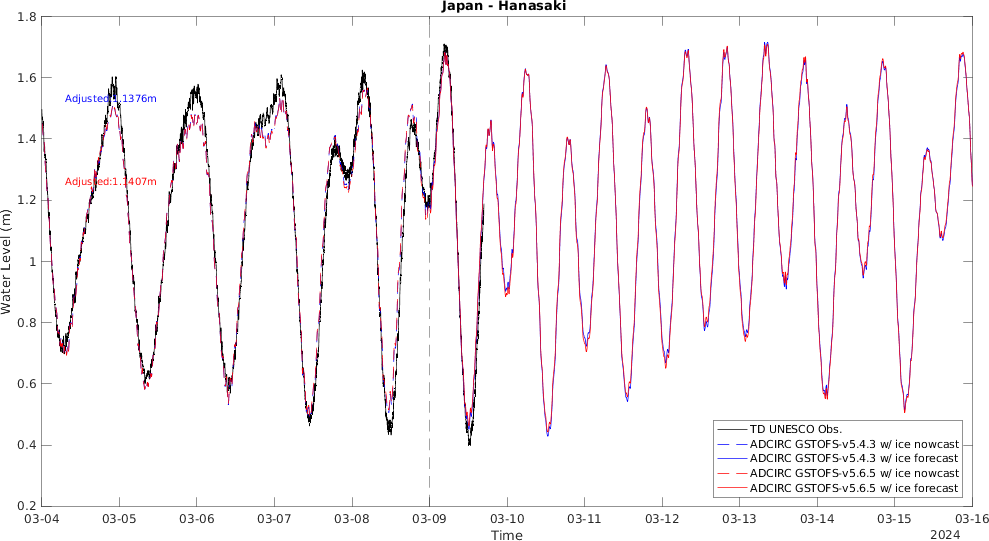 Japan - Hanasaki
1.8
1.6
1.4
1.2
1
0.8
0.6
0.4
0.2
Water Level (m)
Adjusted:1.1376m
Adjusted:1.1407m
TD UNESCO Obs.
ADCIRC GSTOFS-v5.4.3 w/ ice nowcast
ADCIRC GSTOFS-v5.4.3 w/ ice forecast
ADCIRC GSTOFS-v5.6.5 w/ ice nowcast
ADCIRC GSTOFS-v5.6.5 w/ ice forecast
03-04 03-05 03-06 03-07 03-08 03-09 03-10 03-11 03-12 03-13 03-14 03-15 03-16
Time
2024